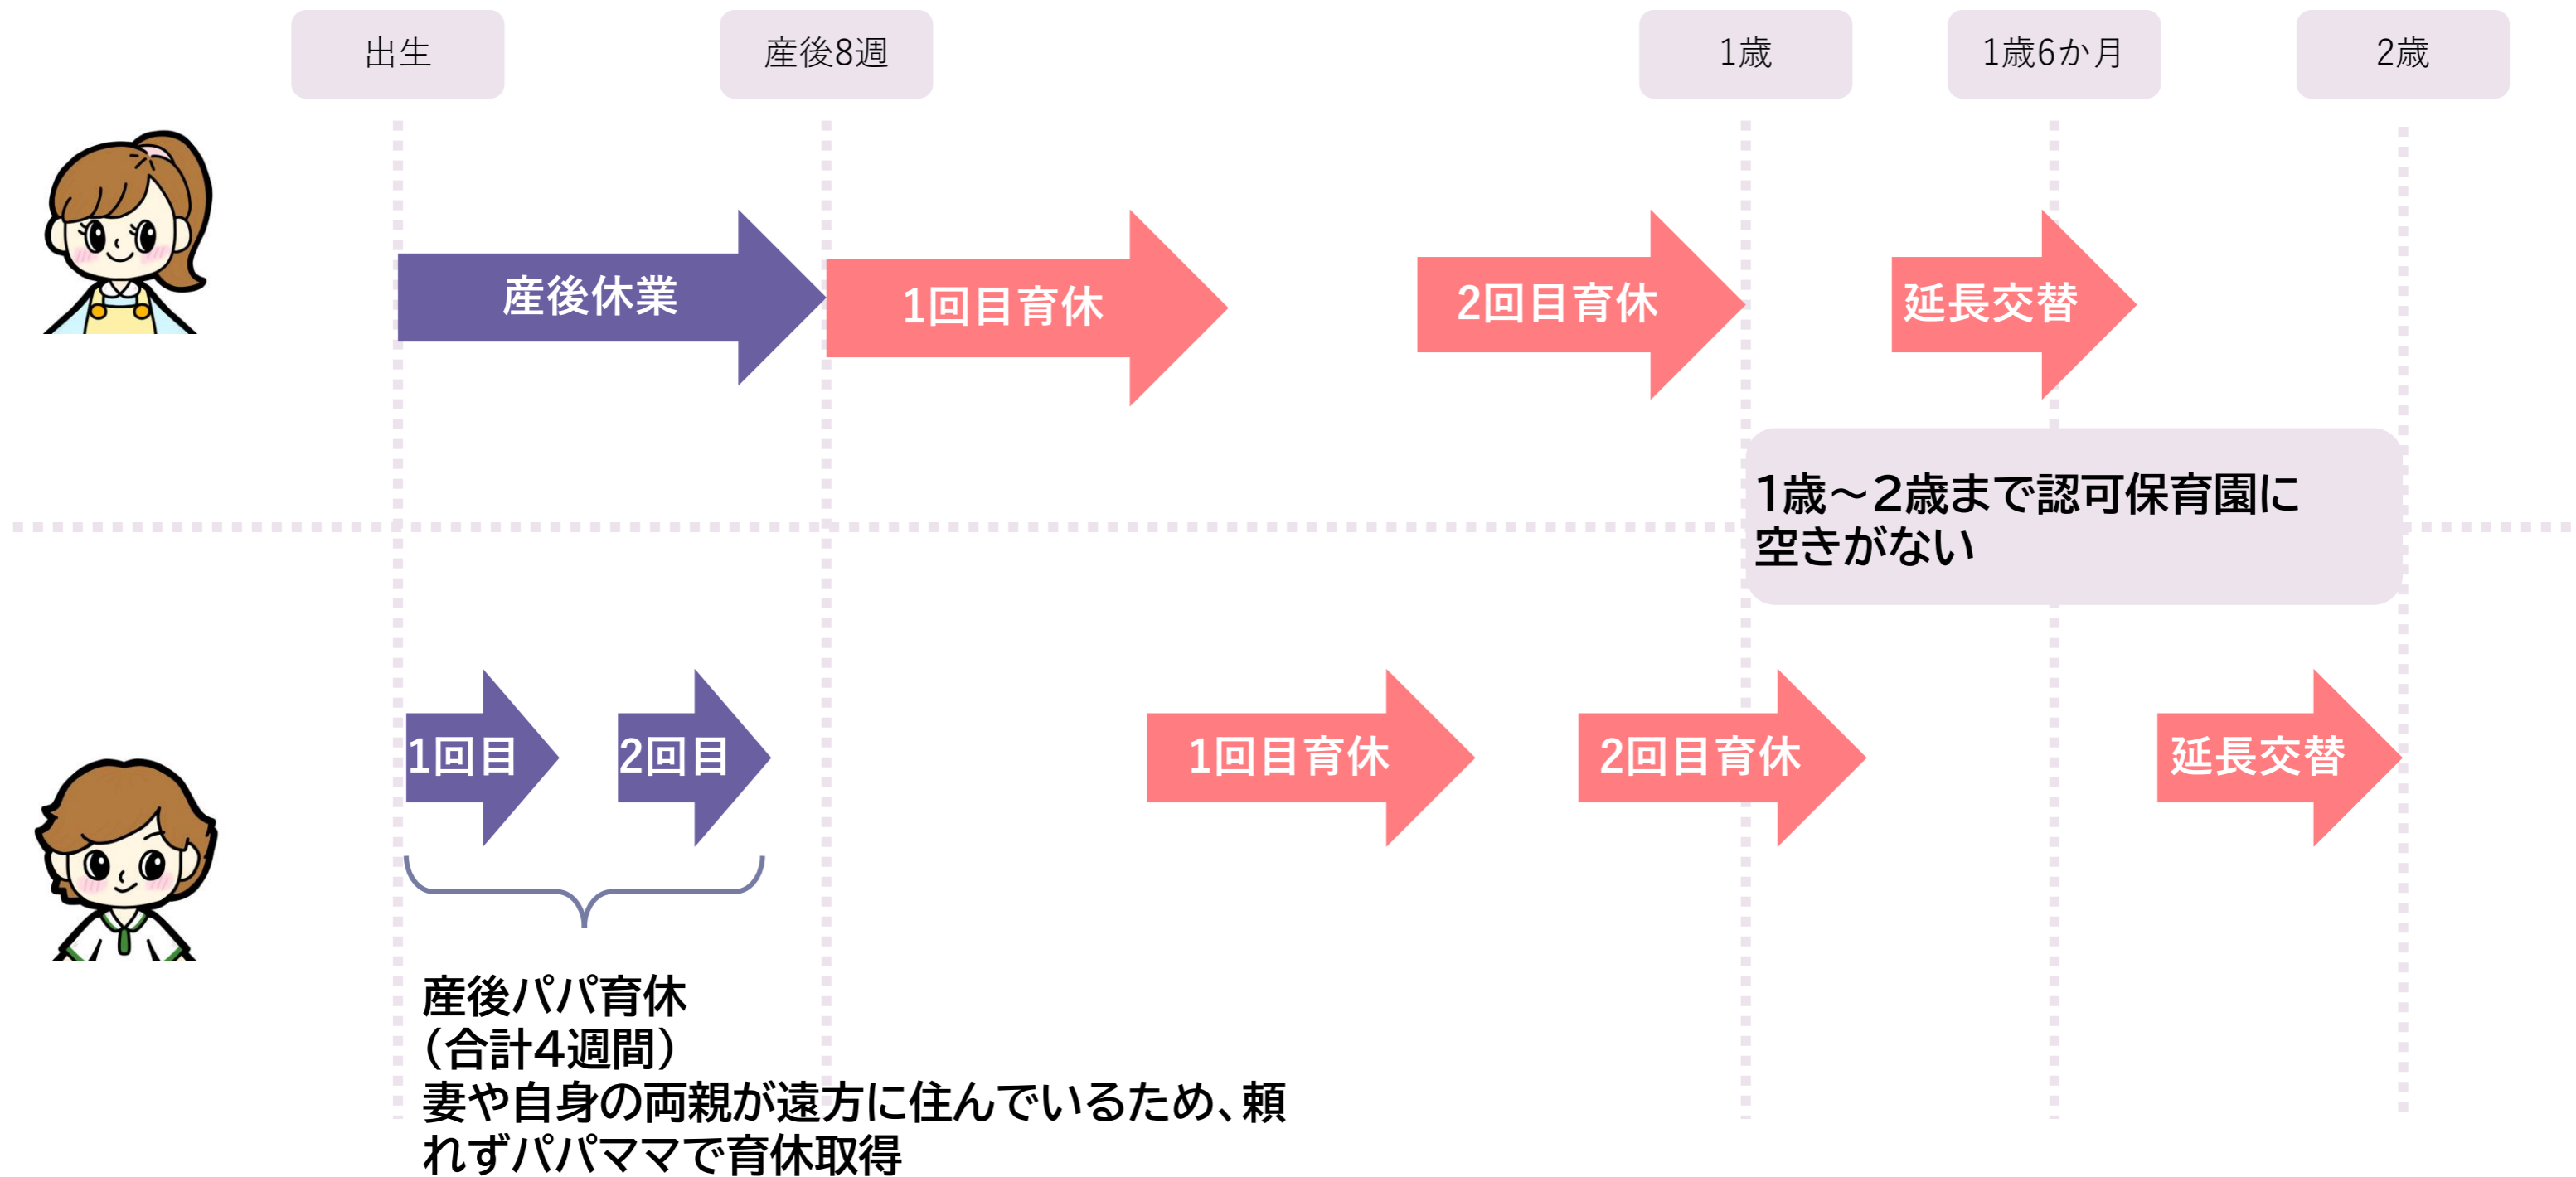 出生
産後8週
1歳
1歳6か月
2歳
産後休業
1回目育休
2回目育休
延長交替
1歳～2歳まで認可保育園に
空きがない
1回目
2回目
1回目育休
2回目育休
延長交替
産後パパ育休
（合計4週間）
妻や自身の両親が遠方に住んでいるため、頼
れずパパママで育休取得